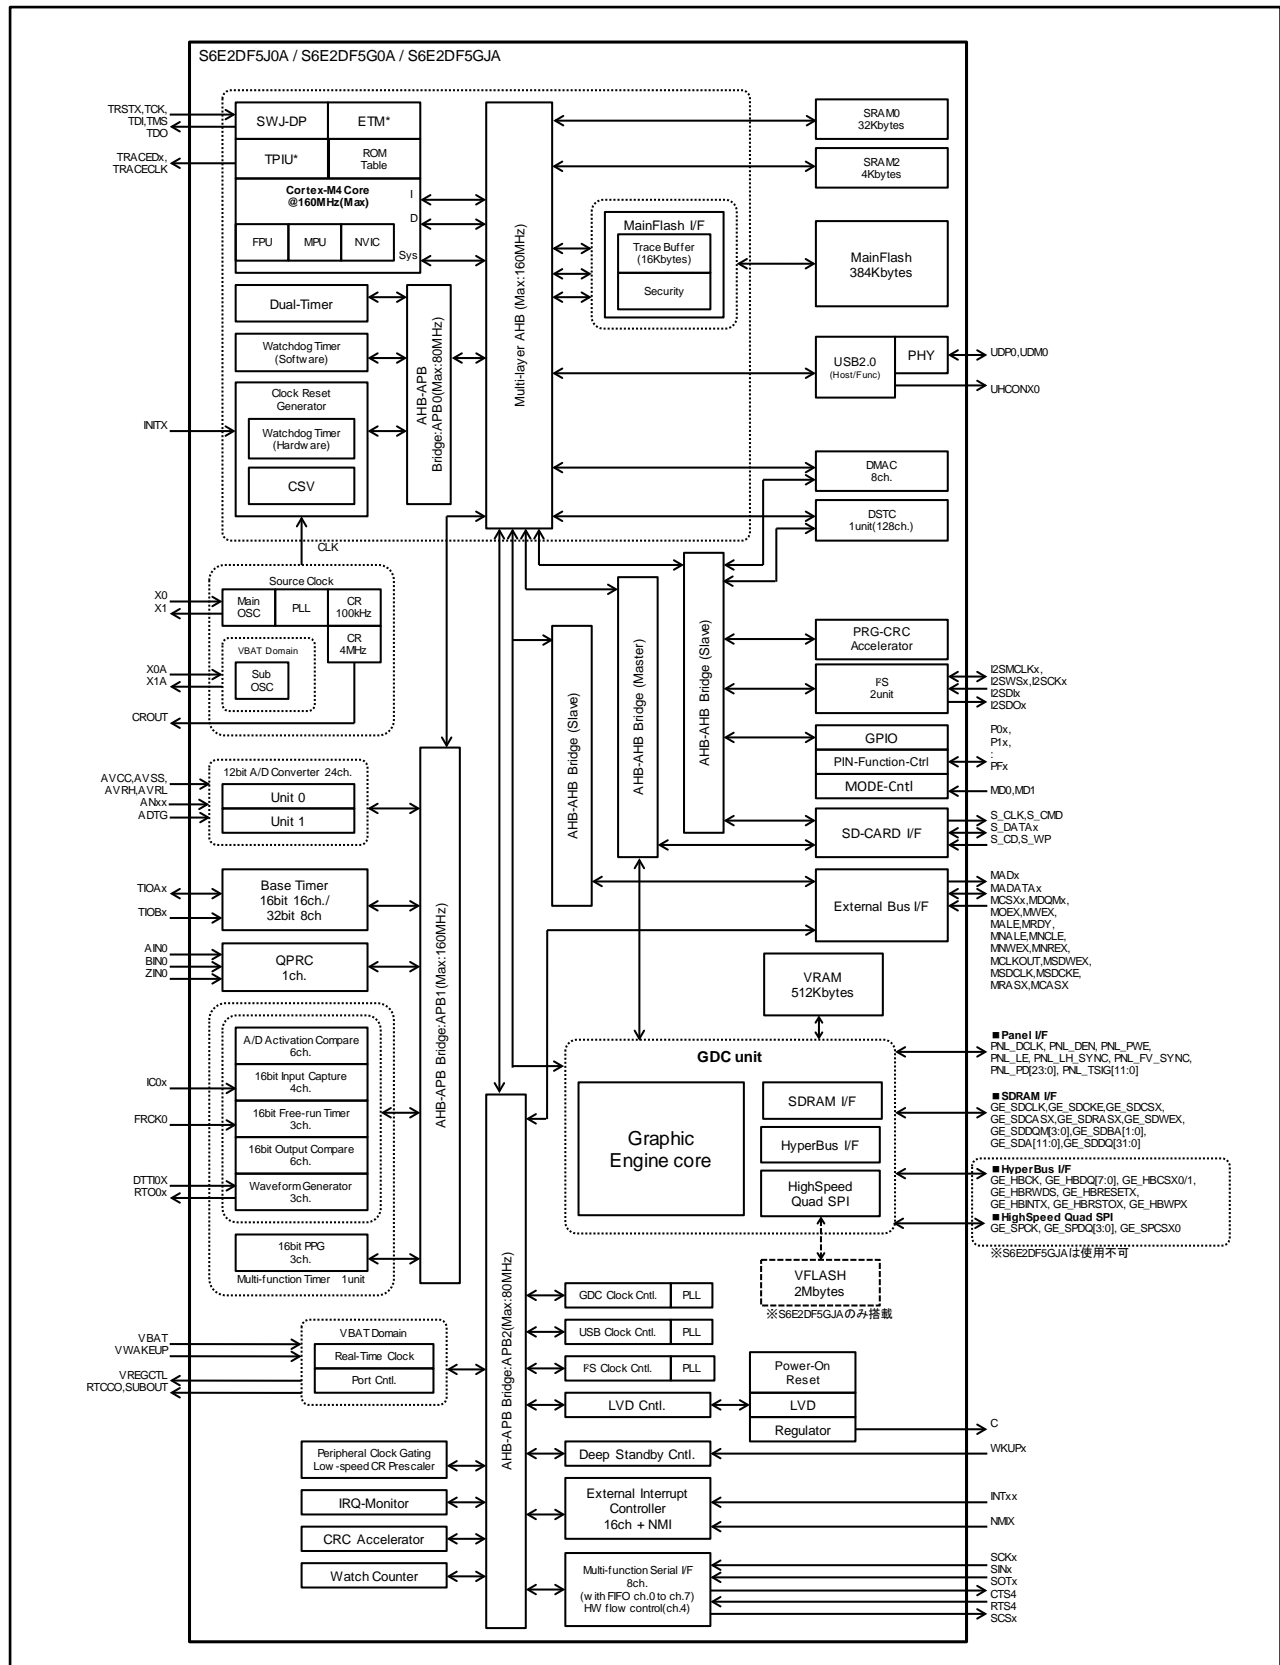 S6E2DF5J0A / S6E2DF5G0A / S6E2DF5GJA
TRSTX,TCK,
TDI,TMS
TDO
TRACEDx,
TRACECLK
SWJ-DP
ETM*
TPIU*
ROM
Table
Cortex-M4 Core
@160MHz(Max)
I
D
Sys
FPU
MPU
NVIC
Dual-Timer
Watchdog Timer
(Software)
Clock Reset
Generator
Watchdog Timer
(Hardware)
CSV
INITX
CLK
AHB-APB
Bridge:APB0(Max:80MHz)
Multi-layer AHB (Max:160MHz)
MainFlash I/F
Trace Buffer
(16Kbytes)
Security
SRAM0
32Kbytes
SRAM2
4Kbytes
MainFlash
384Kbytes
USB2.0
(Host/Func)
PHY
UDP0,UDM0
UHCONX0
DMAC
8ch.
DSTC
1unit(128ch.)
Source Clock
Main
OSC
PLL
CR
100kHz
CR
4MHz
VBAT Domain
Sub
OSC
X0
X1
X0A
X1A
CROUT
AHB-AHB Bridge (Slave)
AHB-AHB Bridge (Master)
AHB-AHB Bridge (Slave)
PRG-CRC
Accelerator
I²S
2unit
I2SMCLKx,
I2SWSx,I2SCKx
I2SDIx
I2SDOx
GPIO
PIN-Function-Ctrl
MODE-Cntl
P0x,
P1x,
:
PFx
MD0,MD1
SD-CARD I/F
S_CLK,S_CMD
S_DATAx
S_CD,S_WP
External Bus I/F
MADx
MADATAx
MCSXx,MDQMx,
MOEX,MWEX,
MALE,MRDY,
MNALE,MNCLE,
MNWEX,MNREX,
MCLKOUT,MSDWEX,
MSDCLK,MSDCKE,
MRASX,MCASX
AVCC,AVSS,
AVRH,AVRL
ANxx
ADTG
12bit A/D Converter 24ch.
Unit 0
Unit 1
TIOAx
TIOBx
Base Timer
16bit 16ch./
32bit 8ch
AIN0
BIN0
ZIN0
QPRC
1ch.
AHB-APB Bridge:APB1(Max:160MHz)
A/D Activation Compare
6ch.
16bit Input Capture
4ch.
16bit Free-run Timer
3ch.
16bit Output Compare
6ch.
Waveform Generator
3ch.
16bit PPG
3ch.
Multi-function Timer 1unit
IC0x
FRCK0
DTTI0X
RTO0x
VRAM
512Kbytes
GDC unit
Graphic
Engine core
SDRAM I/F
HyperBus I/F
HighSpeed
Quad SPI
VFLASH
2Mbytes
※S6E2DF5GJAのみ搭載
■Panel I/F
PNL_DCLK, PNL_DEN, PNL_PWE,
PNL_LE, PNL_LH_SYNC, PNL_FV_SYNC,
PNL_PD[23:0], PNL_TSIG[11:0]
■SDRAM I/F
GE_SDCLK,GE_SDCKE,GE_SDCSX,
GE_SDCASX,GE_SDRASX,GE_SDWEX,
GE_SDDQM[3:0],GE_SDBA[1:0],
GE_SDA[11:0],GE_SDDQ[31:0]
■HyperBus I/F
GE_HBCK, GE_HBDQ[7:0], GE_HBCSX0/1,
GE_HBRWDS, GE_HBRESETX,
GE_HBINTX, GE_HBRSTOX, GE_HBWPX
■HighSpeed Quad SPI
GE_SPCK, GE_SPDQ[3:0], GE_SPCSX0
※S6E2DF5GJAは使用不可
VBAT
VWAKEUP
VREGCTL
RTCCO,SUBOUT
VBAT Domain
Real-Time Clock
Port Cntl.
AHB-APB Bridge:APB2(Max:80MHz)
GDC Clock Cntl.
PLL
USB Clock Cntl.
PLL
I²S Clock Cntl.
PLL
LVD Cntl.
Power-On
Reset
LVD
Regulator
C
Deep Standby Cntl.
WKUPx
Peripheral Clock Gating
Low-speed CR Prescaler
IRQ-Monitor
CRC Accelerator
Watch Counter
External Interrupt
Controller
16ch + NMI
INTxx
NMIX
Multi-function Serial I/F
8ch.
(with FIFO ch.0 to ch.7)
HW flow control(ch.4)
SCKx
SINx
SOTx
CTS4
RTS4
SCSx